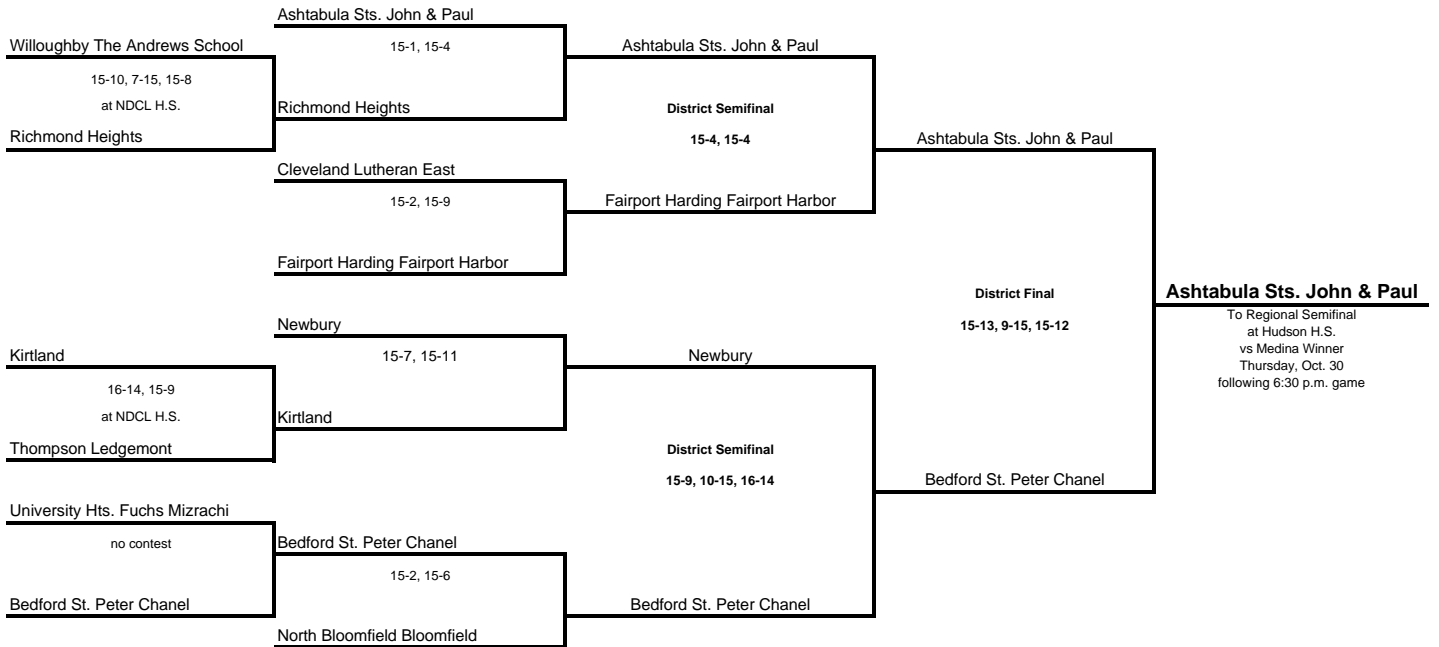 Ashtabula Sts. John & Paul
Willoughby The Andrews School
15-1, 15-4
Ashtabula Sts. John & Paul
15-10, 7-15, 15-8
at NDCL H.S.
Richmond Heights
District Semifinal
Richmond Heights
15-4, 15-4
Ashtabula Sts. John & Paul
Cleveland Lutheran East
15-2, 15-9
Fairport Harding Fairport Harbor
Fairport Harding Fairport Harbor
District Final
Ashtabula Sts. John & Paul
15-13, 9-15, 15-12
To Regional Semifinal
at Hudson H.S.
vs Medina Winner
Thursday, Oct. 30
following 6:30 p.m. game
Newbury
Kirtland
15-7, 15-11
Newbury
16-14, 15-9
at NDCL H.S.
Kirtland
Thompson Ledgemont
District Semifinal
15-9, 10-15, 16-14
Bedford St. Peter Chanel
University Hts. Fuchs Mizrachi
no contest
Bedford St. Peter Chanel
15-2, 15-6
Bedford St. Peter Chanel
Bedford St. Peter Chanel
North Bloomfield Bloomfield